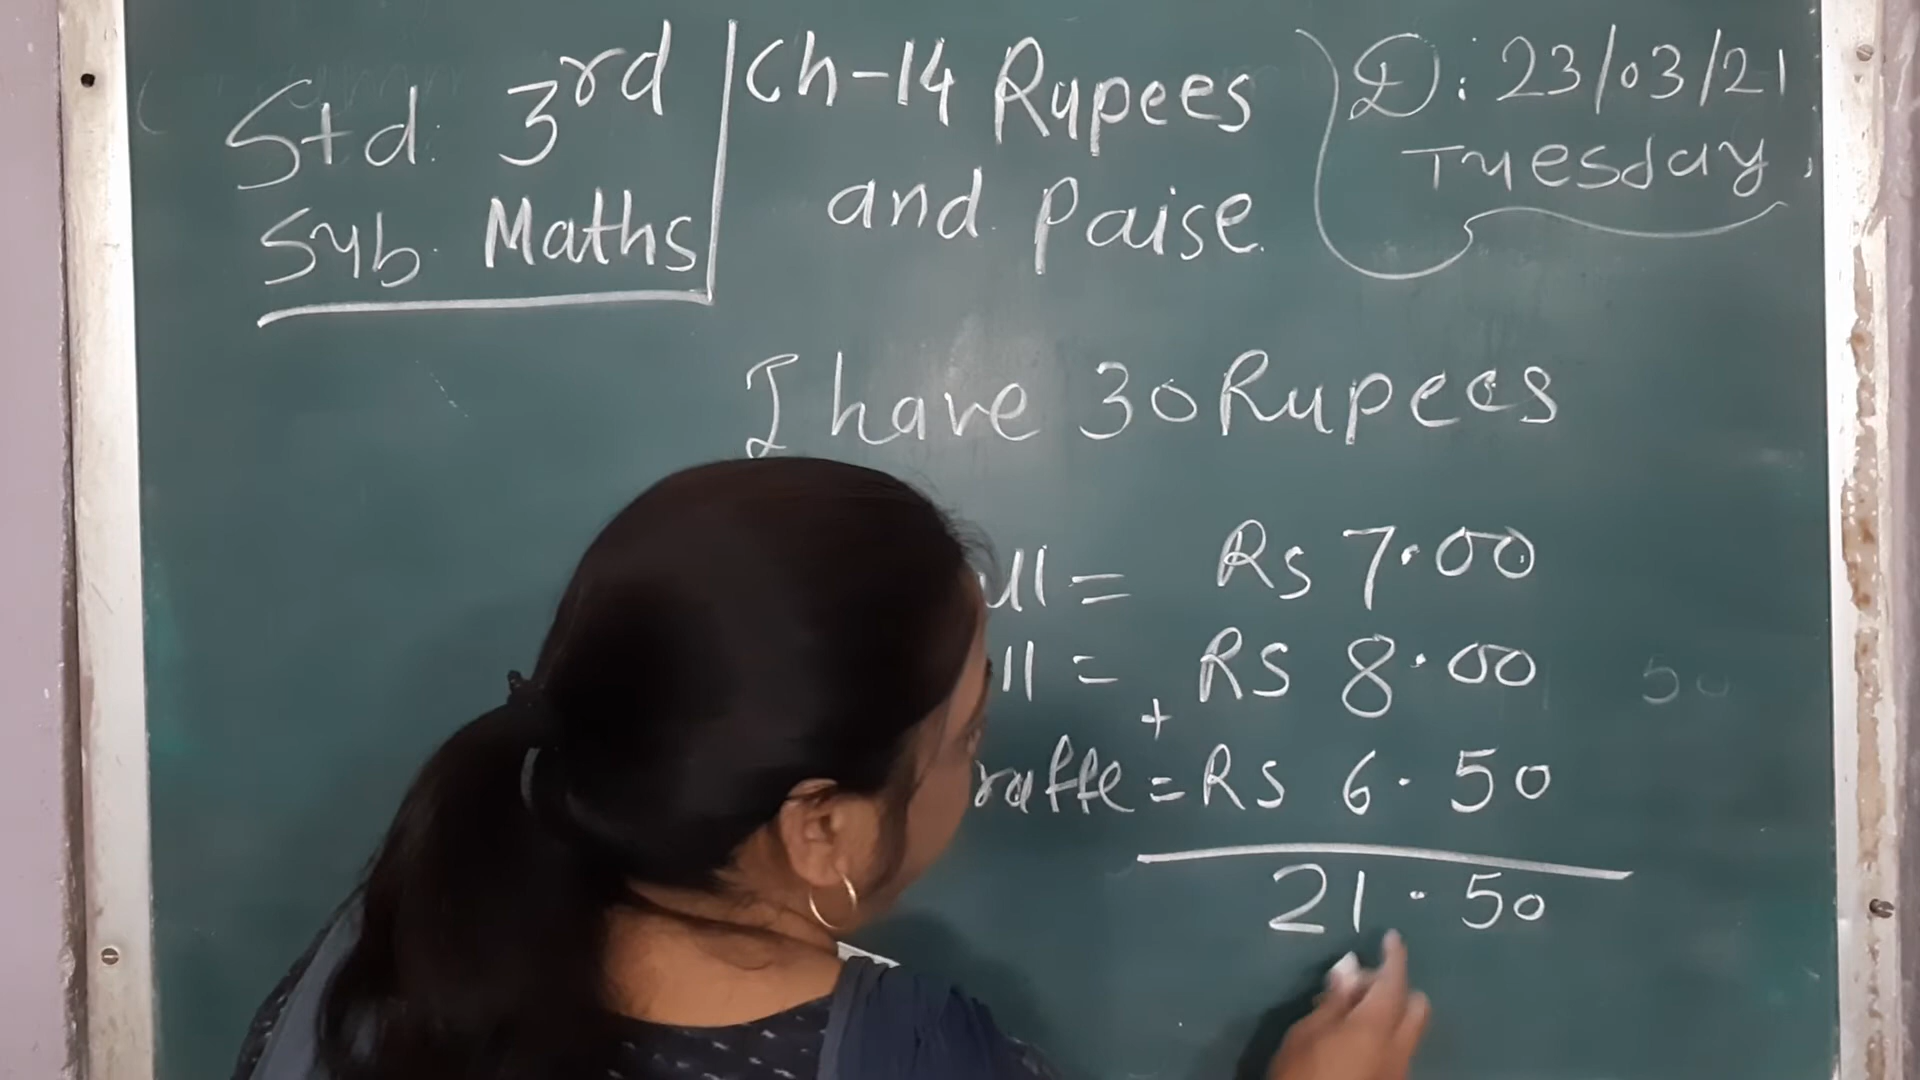 Std. 3rd
Sub. Maths
Ch-14 Rupees
and Paise
D: 23/03/21
Tuesday
I have 30 Rupees
= Rs 7.00
= Rs 8.00
+
= Rs 6.50
21.50